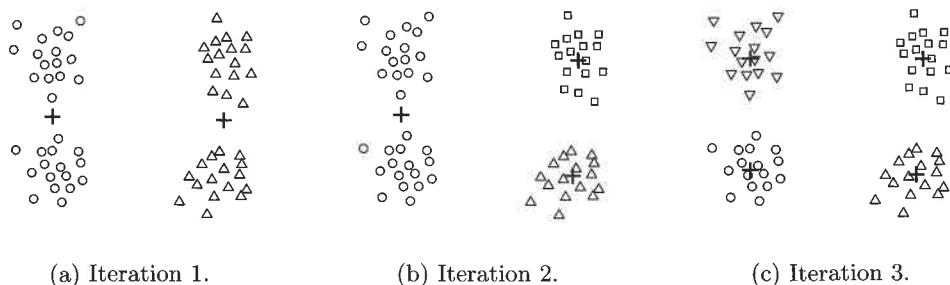 (a) Iteration 1.
(b) Iteration 2.
(c) Iteration 3.